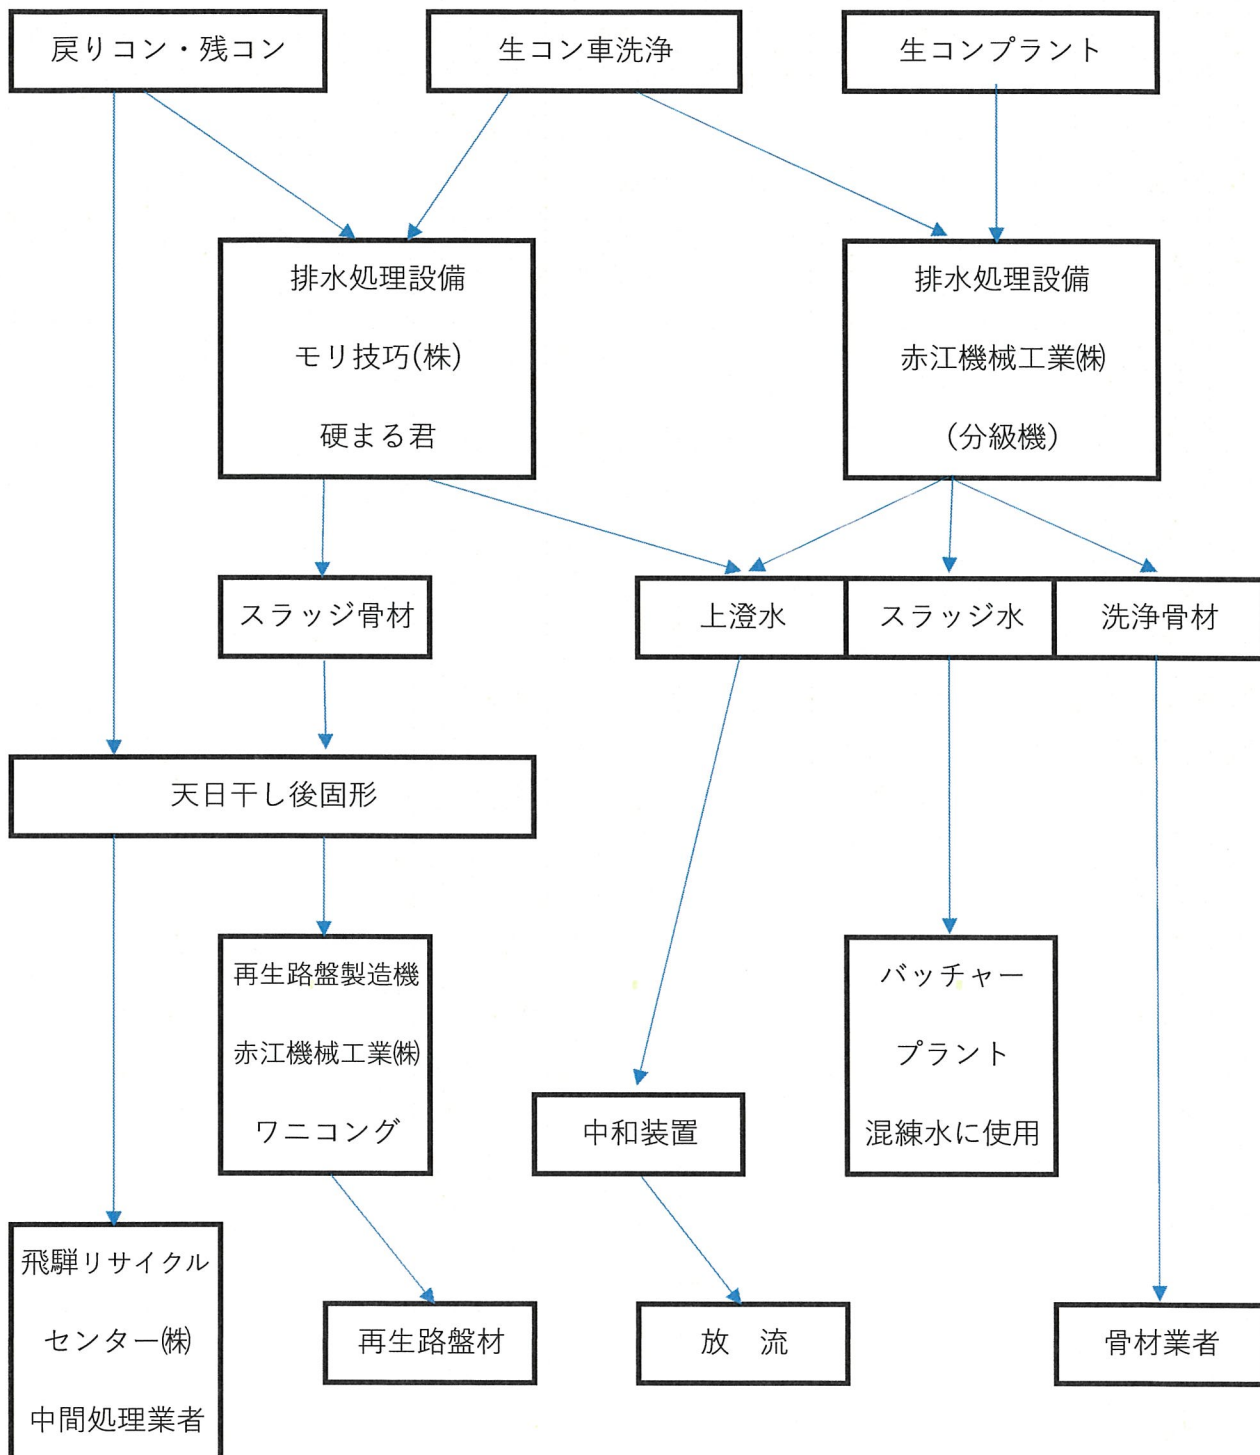 戻りコン・残コン
生コン車洗浄
生コンプラント
排水処理設備
モリ技巧(株)
硬まる君
排水処理設備
赤江機械工業㈱
（分級機）
スラッジ骨材
上澄水
スラッジ水
洗浄骨材
天日干し後固形
再生路盤製造機
赤江機械工業㈱
ワニコング
中和装置
バッチャー
プラント
混練水に使用
飛騨リサイクル
センター㈱
中間処理業者
再生路盤材
放　流
骨材業者